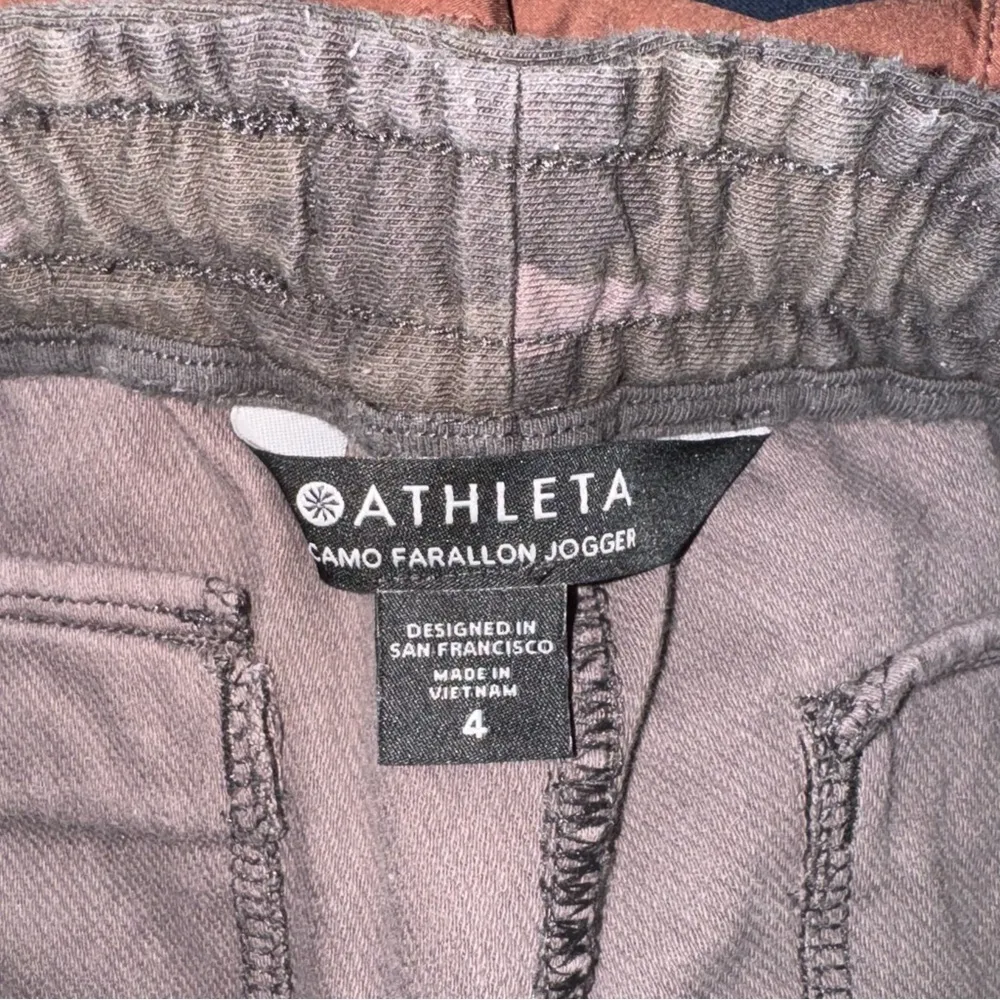 ATHLETA
CAMO FARALLON JOGGER
DESIGNED IN
SAN FRANCISCO
MADE IN
VIETNAM
4